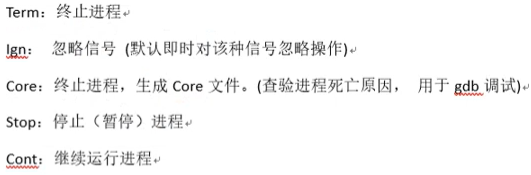 Term：终止进程
Ign： 忽略信号 (默认即时对该种信号忽略操作)
Core：终止进程，生成 Core 文件。(查验进程死亡原因， 用于 gdb 调试)
Stop：停止（暂停）进程
Cont：继续运行进程